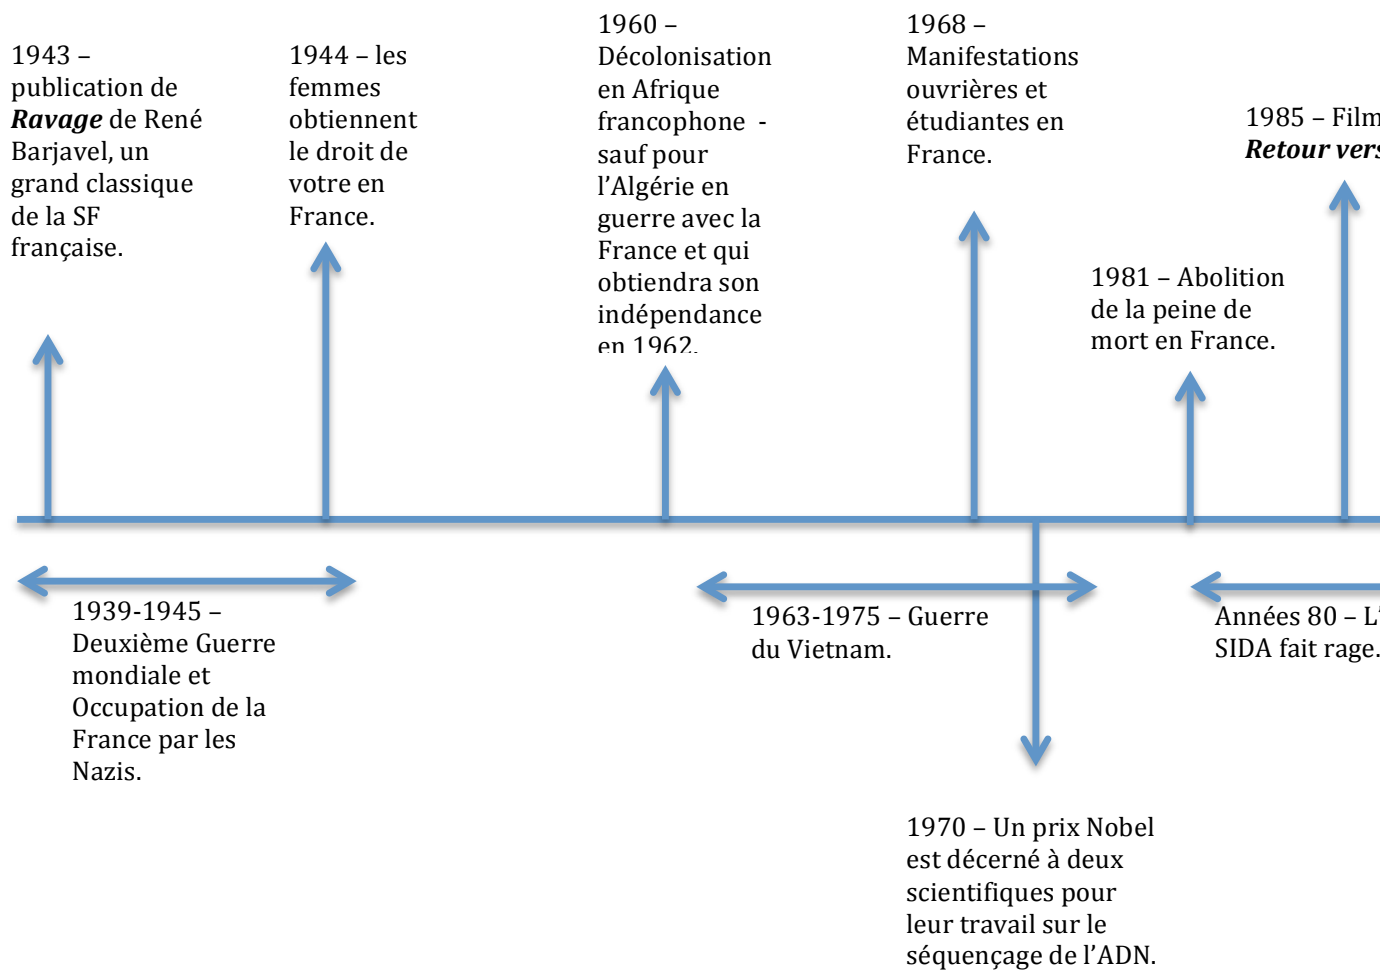 1943 –
publication de
Ravage de René
Barjavel, un
grand classique
de la SF
française.
1944 – les
femmes
obtiennent
le droit de
votre en
France.
1960 –
Décolonisation
en Afrique
francophone -
sauf pour
l'Algérie en
guerre avec la
France et qui
obtiendra son
indépendance
en 1962.
1968 –
Manifestations
ouvrières et
étudiantes en
France.
1981 – Abolition
de la peine de
mort en France.
1985 – Film
Retour vers
1939-1945 –
Deuxième Guerre
mondiale et
Occupation de la
France par les
Nazis.
1963-1975 – Guerre
du Vietnam.
Années 80 – L'
SIDA fait rage.
1970 – Un prix Nobel
est décerné à deux
scientifiques pour
leur travail sur le
séquençage de l'ADN.